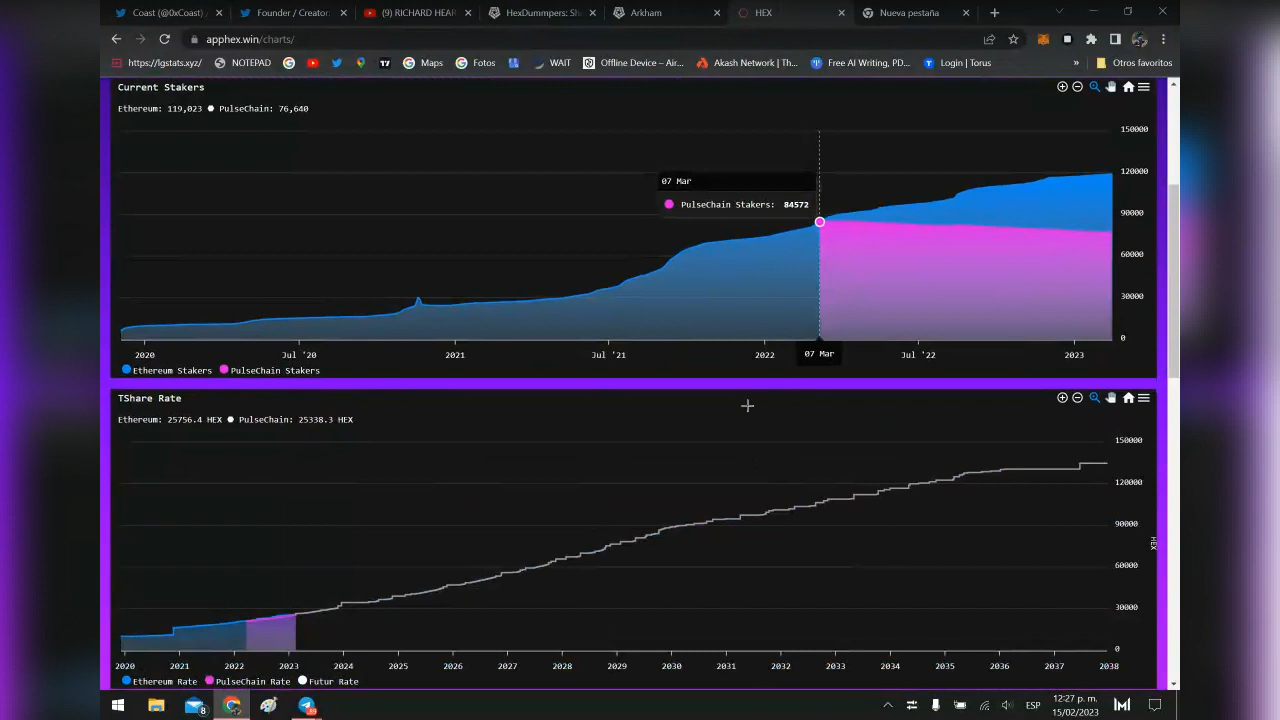 Coast (@0xCoast) /
Founder / Creator
(9) RICHARD HEAR
HexDummpers: Sh
Arkham
HEX
Nueva pestaña
apphex.win/charts/
https://lgstats.xyz/
NOTEPAD
Maps
Fotos
WAIT
Offline Device – Air...
Akash Network | Th...
Free AI Writing, PD...
Login | Torus
»
Otros favoritos
Current Stakers
Ethereum: 119,023 PulseChain: 76,640
150000
120000
90000
60000
30000
0
07 Mar
PulseChain Stakers: 84572
2020 Jul '20 2021 Jul '21 2022 07 Mar Jul '22 2023
Ethereum Stakers PulseChain Stakers
TShare Rate
Ethereum: 25756.4 HEX PulseChain: 25338.3 HEX
150000
120000
90000
60000
30000
0
HEX
2020 2021 2022 2023 2024 2025 2026 2027 2028 2029 2030 2031 2032 2033 2034 2035 2036 2037 2038
Ethereum Rate PulseChain Rate Futur Rate
8
ESP
12:27 p. m.
15/02/2023